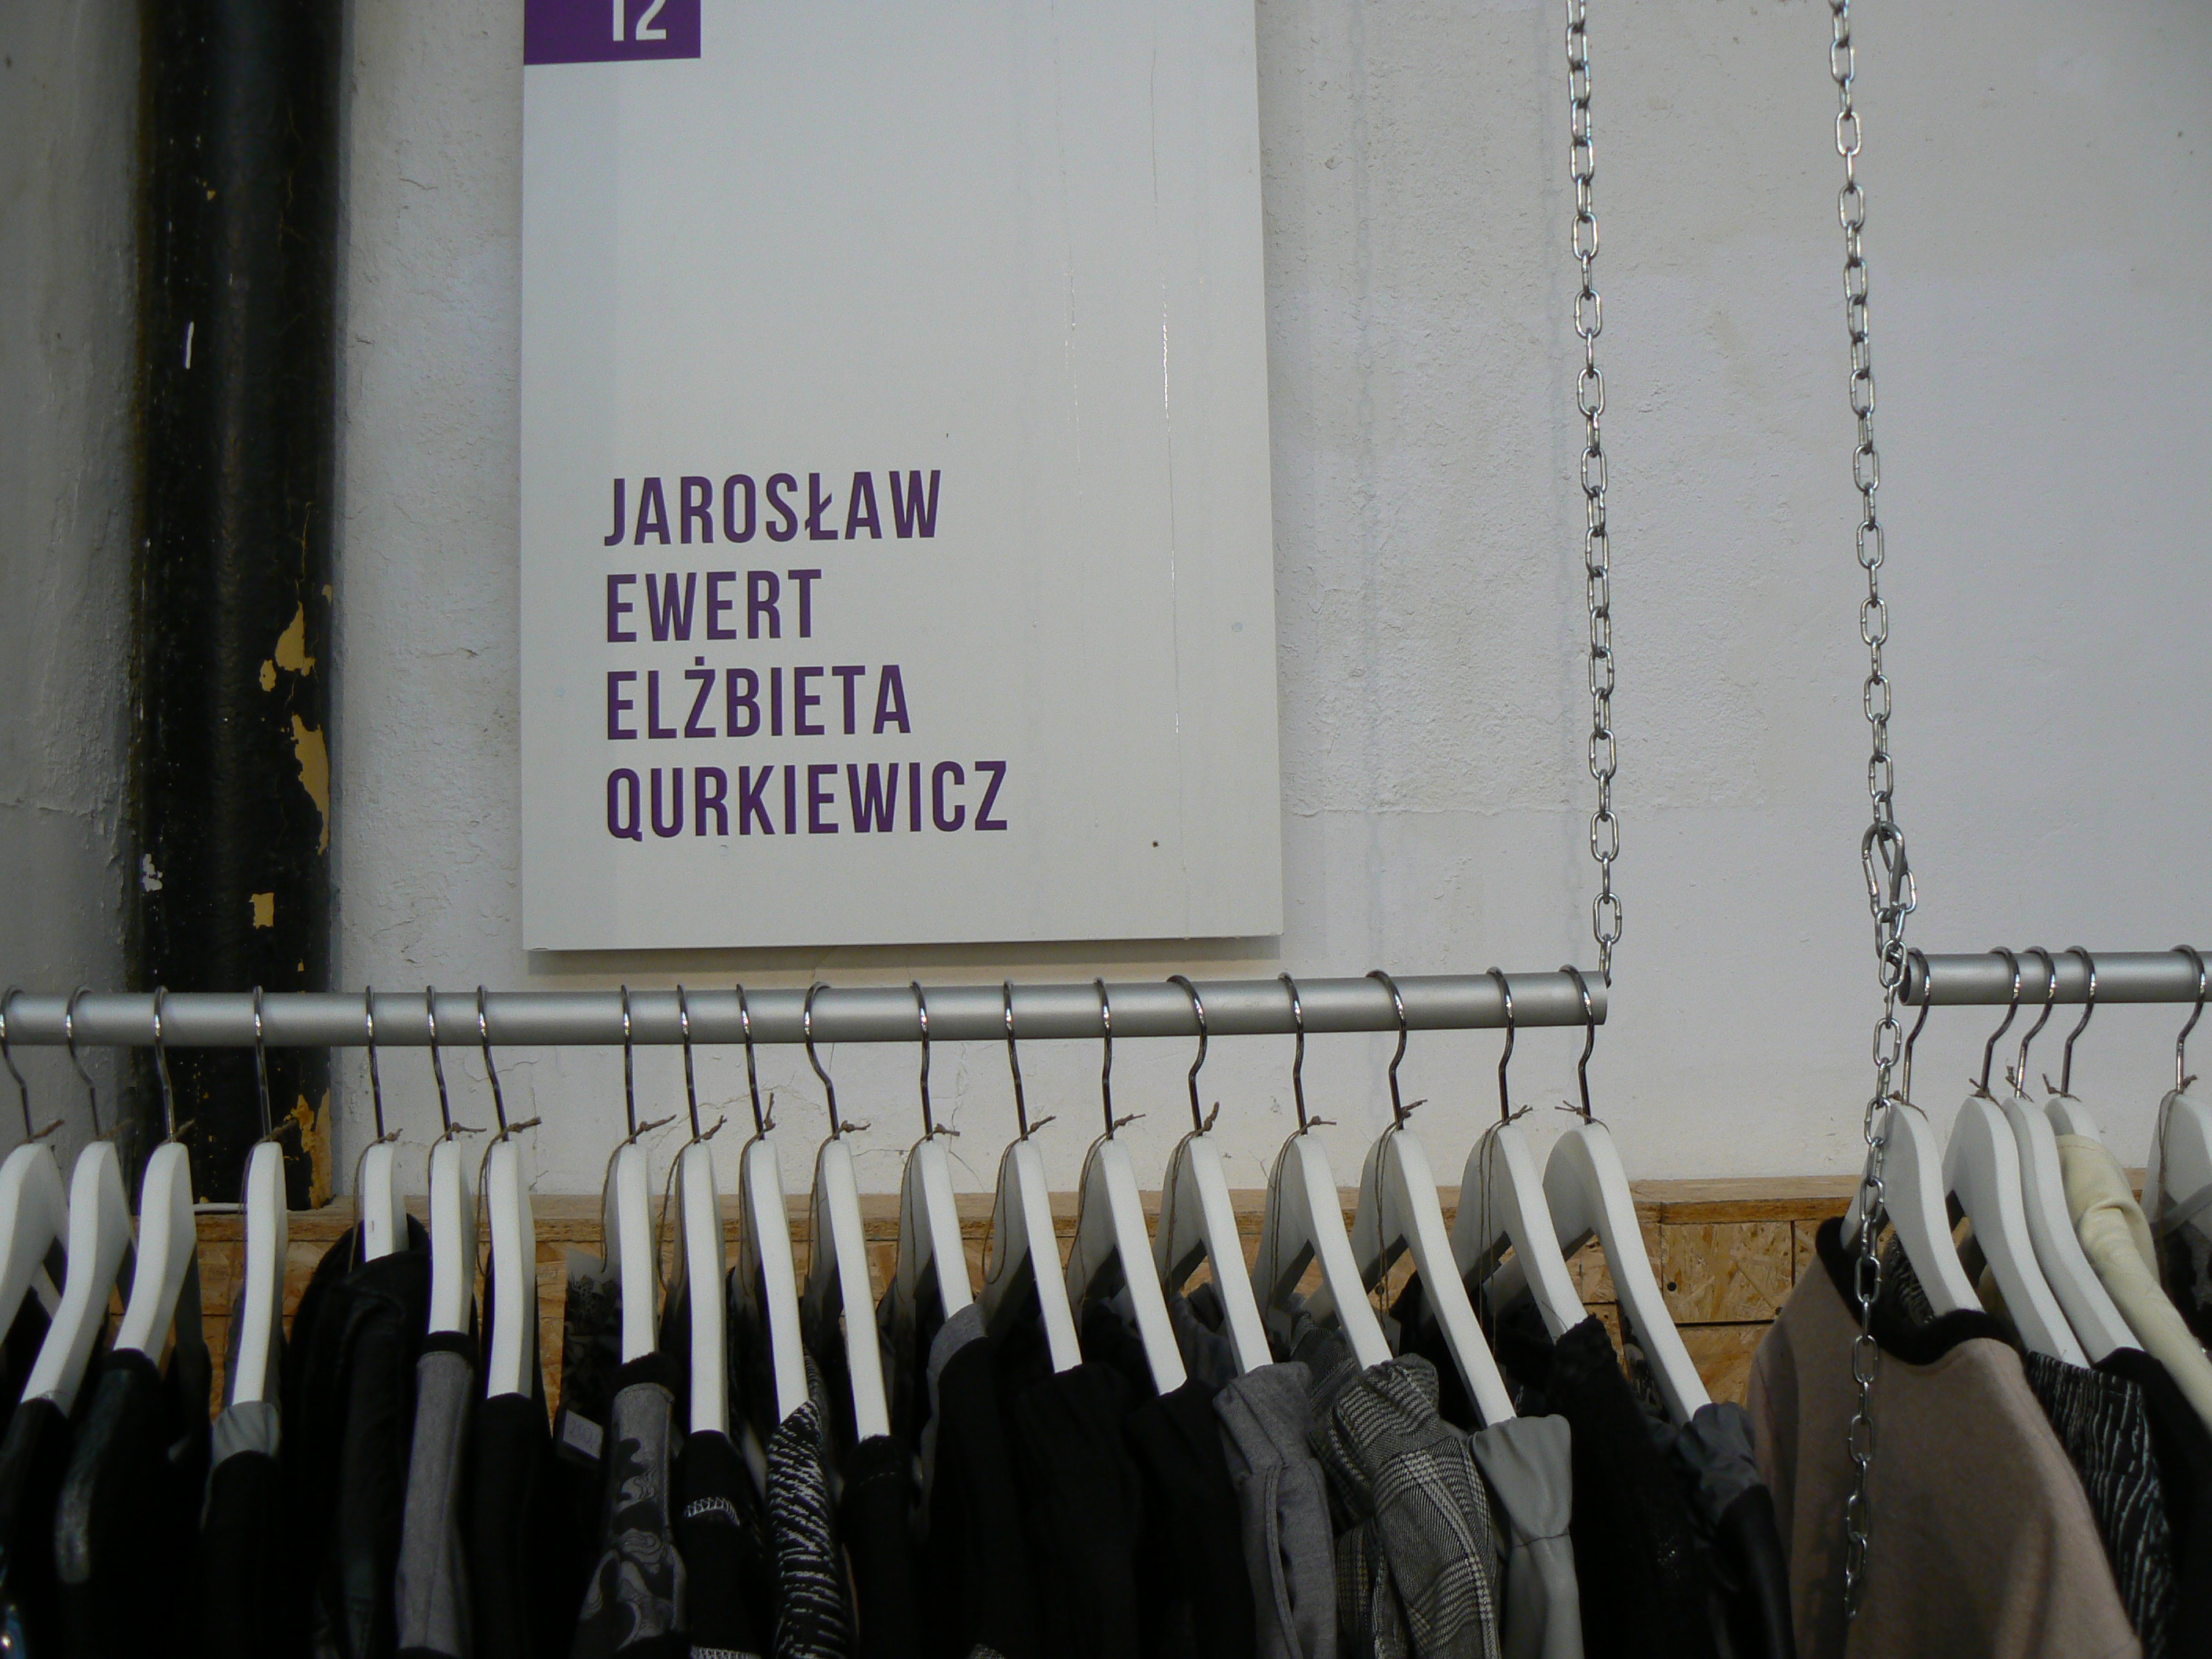 12
JAROSŁAW
EWERT
ELŻBIETA
QURKIEWICZ